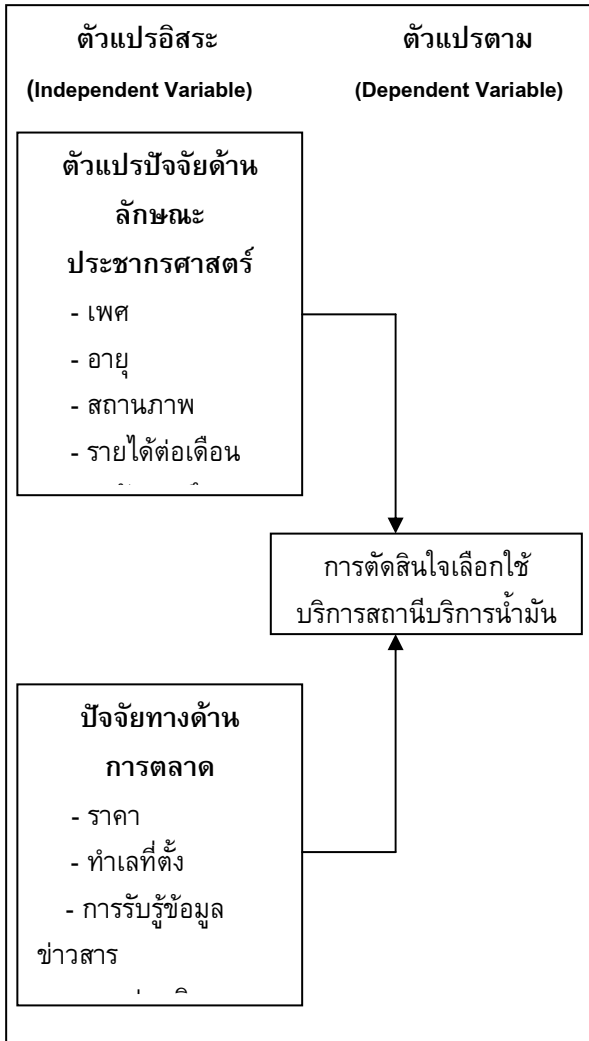 ตัวแปรอิสระ
(Independent Variable)
ตัวแปรตาม
(Dependent Variable)
ตัวแปรปัจจัยด้าน
ลักษณะ
ประชากรศาสตร์
- เพศ
- อายุ
- สถานภาพ
- รายได้ต่อเดือน
การตัดสินใจเลือกใช้
บริการสถานีบริการน้ำมัน
ปัจจัยทางด้าน
การตลาด
- ราคา
- ทำเลที่ตั้ง
- การรับรู้ข้อมูล
ข่าวสาร